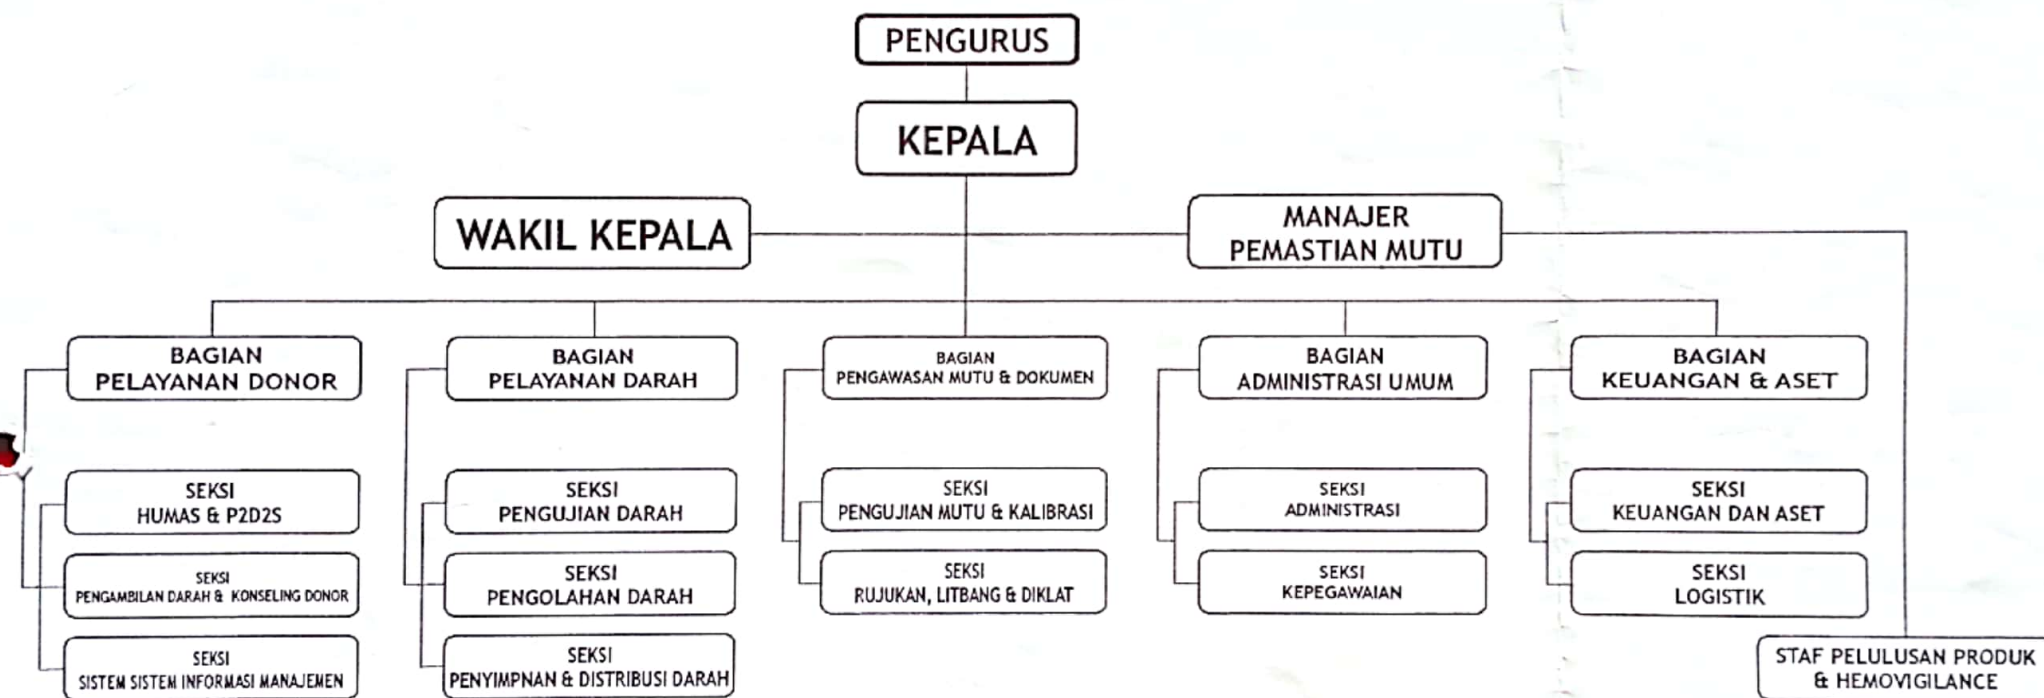 PENGURUS
KEPALA
WAKIL KEPALA
MANAJER
PEMASTIAN MUTU
BAGIAN
PELAYANAN DONOR
SEKSI
HUMAS & P2D2S
SEKSI
PENGAMBILAN DARAH & KONSELING DONOR
SEKSI
SISTEM SISTEM INFORMASI MANAJEMEN
BAGIAN
PELAYANAN DARAH
SEKSI
PENGUJIAN DARAH
SEKSI
PENGOLAHAN DARAH
SEKSI
PENYIMPNAN & DISTRIBUSI DARAH
BAGIAN
PENGAWASAN MUTU & DOKUMEN
SEKSI
PENGUJIAN MUTU & KALIBRASI
SEKSI
RUJUKAN, LITBANG & DIKLAT
BAGIAN
ADMINISTRASI UMUM
SEKSI
ADMINISTRASI
SEKSI
KEPEGAWAIAN
BAGIAN
KEUANGAN & ASET
SEKSI
KEUANGAN DAN ASET
SEKSI
LOGISTIK
STAF PELULUSAN PRODUK
& HEMOVIGILANCE